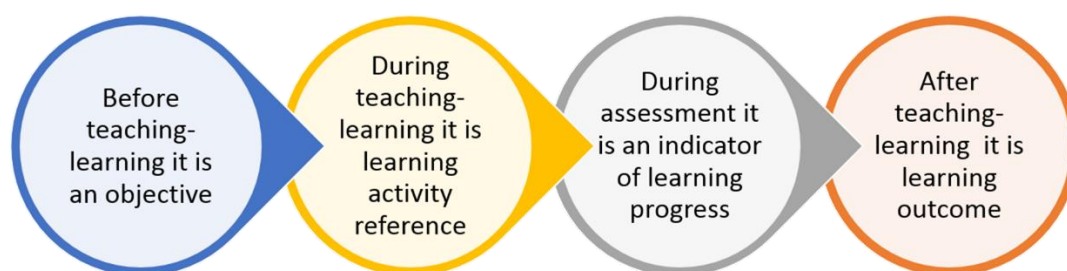 Before
teaching-
learning it is
an objective
During
teaching-
learning it is
learning
activity
reference
During
assessment it
is an indicator
of learning
progress
After
teaching-
learning it is
learning
outcome